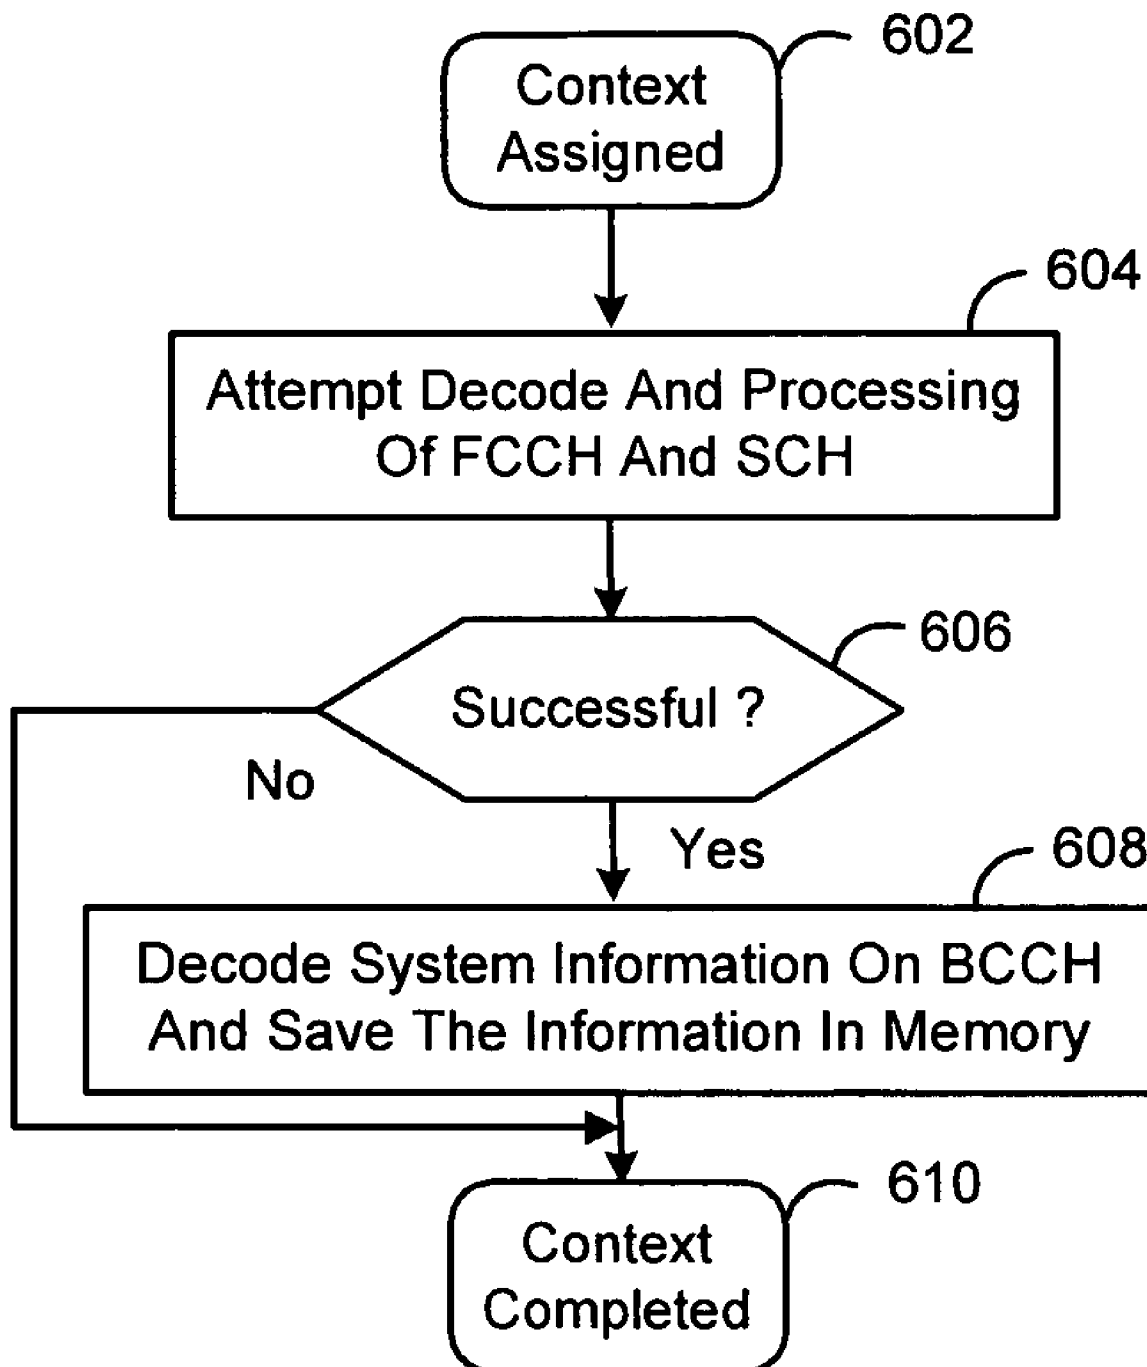 602
Context
Assigned
604
Attempt Decode And Processing
Of FCCH And SCH
606
Successful ?
No
Yes
608
Decode System Information On BCCH
And Save The Information In Memory
610
Context
Completed